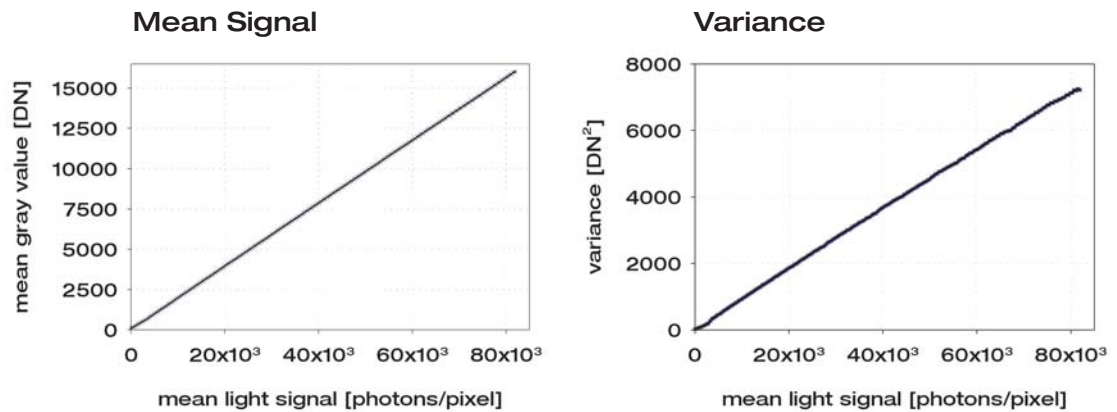 Mean Signal
mean gray value [DN]
15000
12500
10000
7500
5000
2500
0
0 20x10³ 40x10³ 60x10³ 80x10³
mean light signal [photons/pixel]
Variance
variance [DN²]
8000
6000
4000
2000
0
0 20x10³ 40x10³ 60x10³ 80x10³
mean light signal [photons/pixel]